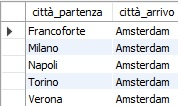 città_partenza città_arrivo
Francoforte Amsterdam
Milano Amsterdam
Napoli Amsterdam
Torino Amsterdam
Verona Amsterdam